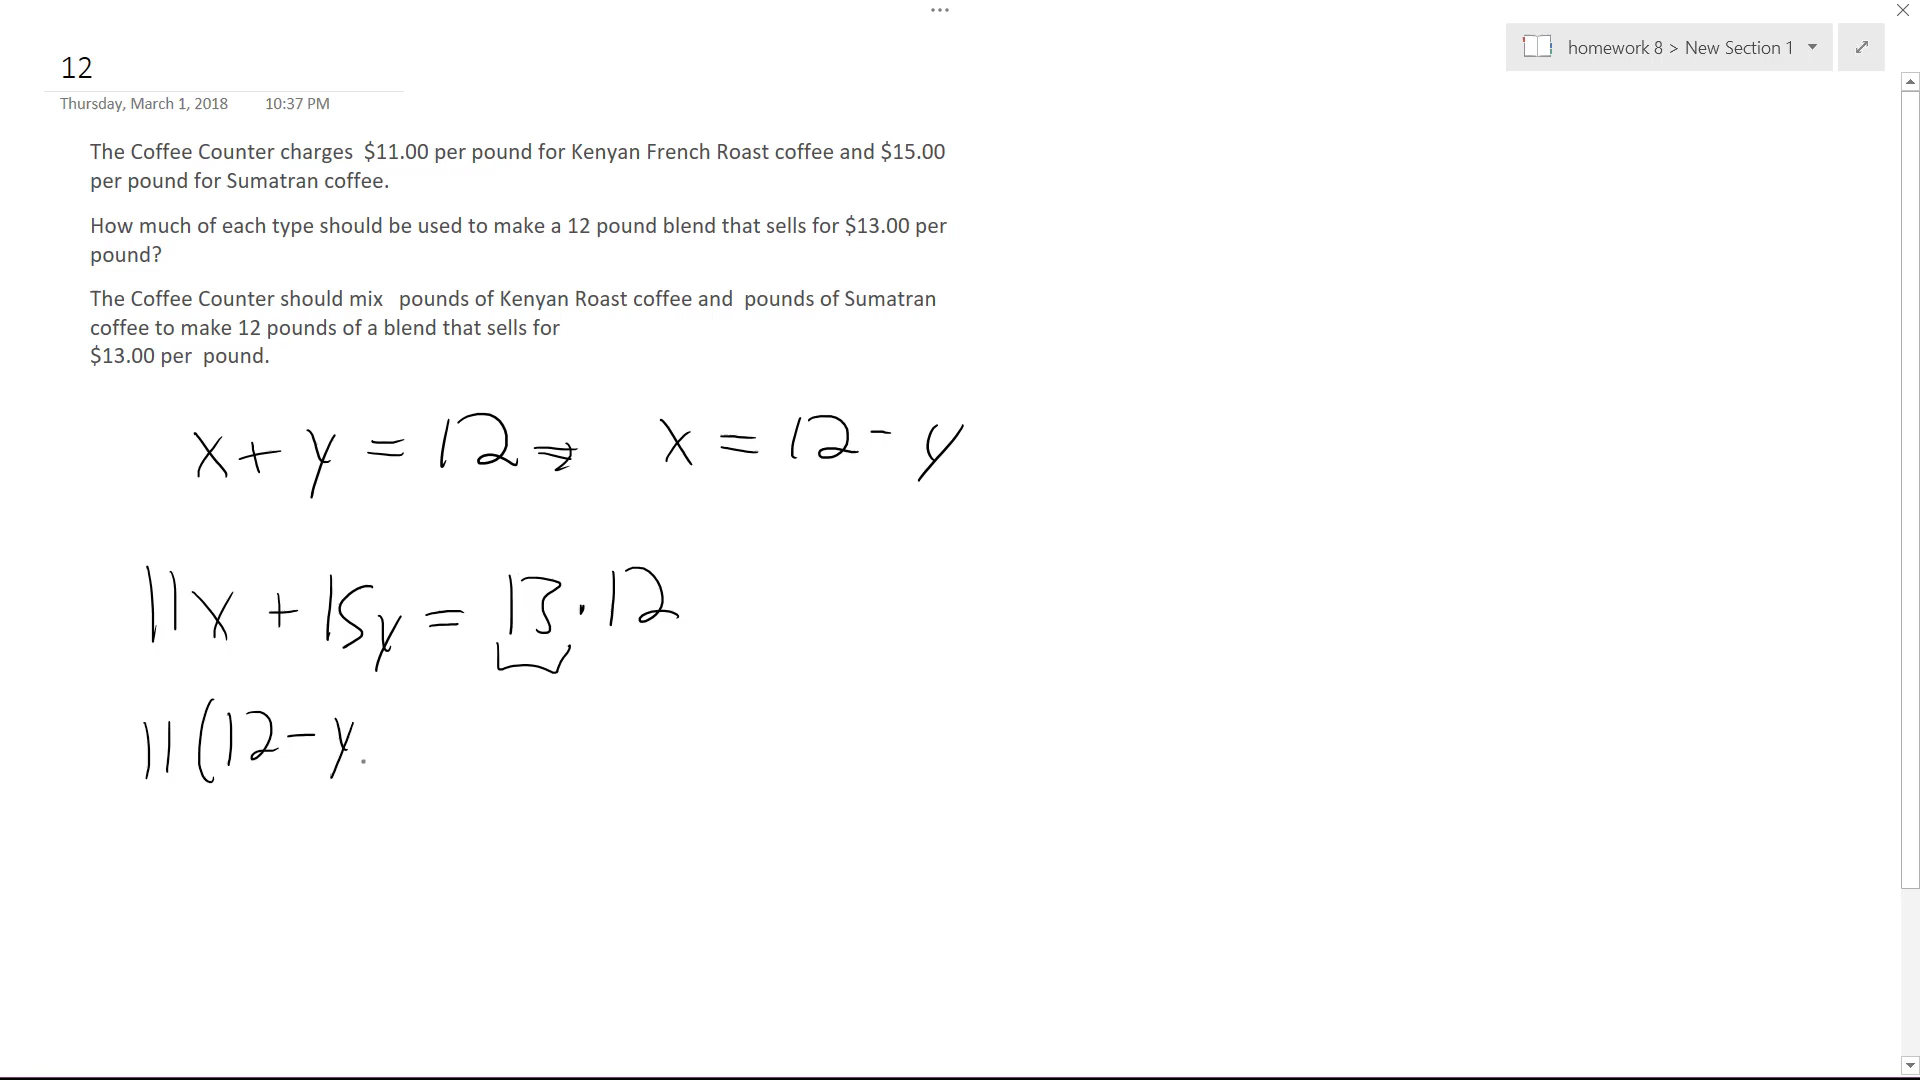 homework 8 > New Section 1
12
Thursday, March 1, 2018 10:37 PM
The Coffee Counter charges $11.00 per pound for Kenyan French Roast coffee and $15.00
per pound for Sumatran coffee.
How much of each type should be used to make a 12 pound blend that sells for $13.00 per
pound?
The Coffee Counter should mix pounds of Kenyan Roast coffee and pounds of Sumatran
coffee to make 12 pounds of a blend that sells for
$13.00 per pound.
x + y = 12 ⇒ x = 12 - y
11x + 15y = 13 · 12
11(12 - y